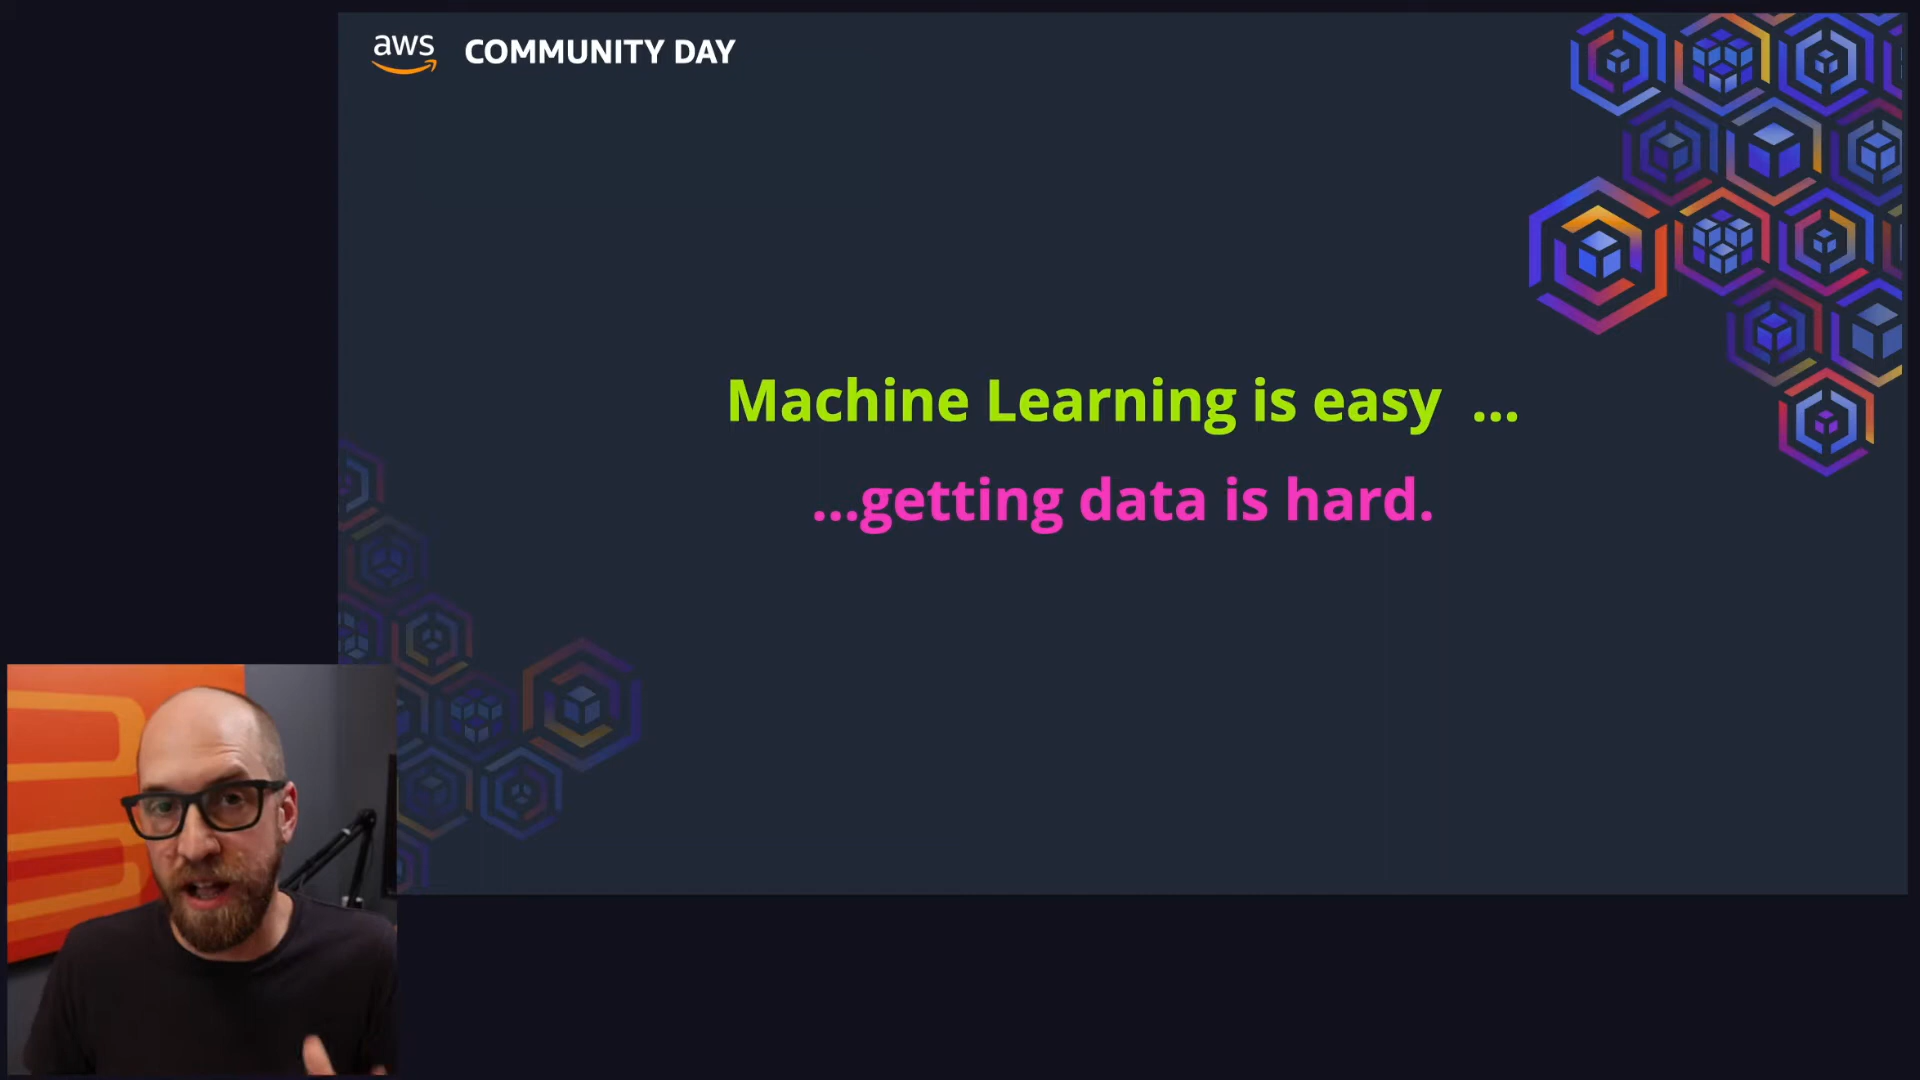 aws COMMUNITY DAY
Machine Learning is easy ...
...getting data is hard.